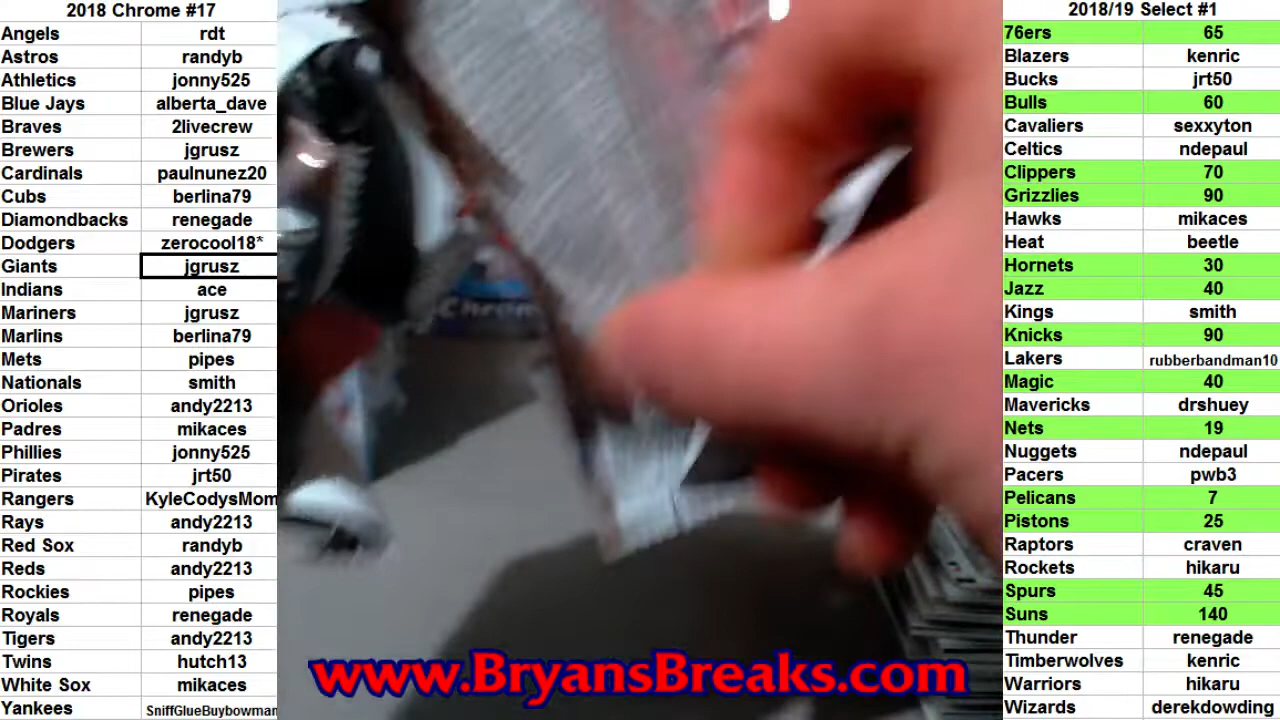 2018 Chrome #17
Angels rdt
Astros randyb
Athletics jonny525
Blue Jays alberta_dave
Braves 2livecrew
Brewers jgrusz
Cardinals paulnunez20
Cubs berlina79
Diamondbacks renegade
Dodgers zerocool18*
Giants jgrusz
Indians ace
Mariners jgrusz
Marlins berlina79
Mets pipes
Nationals smith
Orioles andy2213
Padres mikaces
Phillies jonny525
Pirates jrt50
Rangers KyleCodysMom
Rays andy2213
Red Sox randyb
Reds andy2213
Rockies pipes
Royals renegade
Tigers andy2213
Twins hutch13
White Sox mikaces
Yankees SniffGlueBuybowman
Chrome
www.BryansBreaks.com
2018/19 Select #1
76ers 65
Blazers kenric
Bucks jrt50
Bulls 60
Cavaliers sexxyton
Celtics ndepaul
Clippers 70
Grizzlies 90
Hawks mikaces
Heat beetle
Hornets 30
Jazz 40
Kings smith
Knicks 90
Lakers rubberbandman10
Magic 40
Mavericks drshuey
Nets 19
Nuggets ndepaul
Pacers pwb3
Pelicans 7
Pistons 25
Raptors craven
Rockets hikaru
Spurs 45
Suns 140
Thunder renegade
Timberwolves kenric
Warriors hikaru
Wizards derekdowding